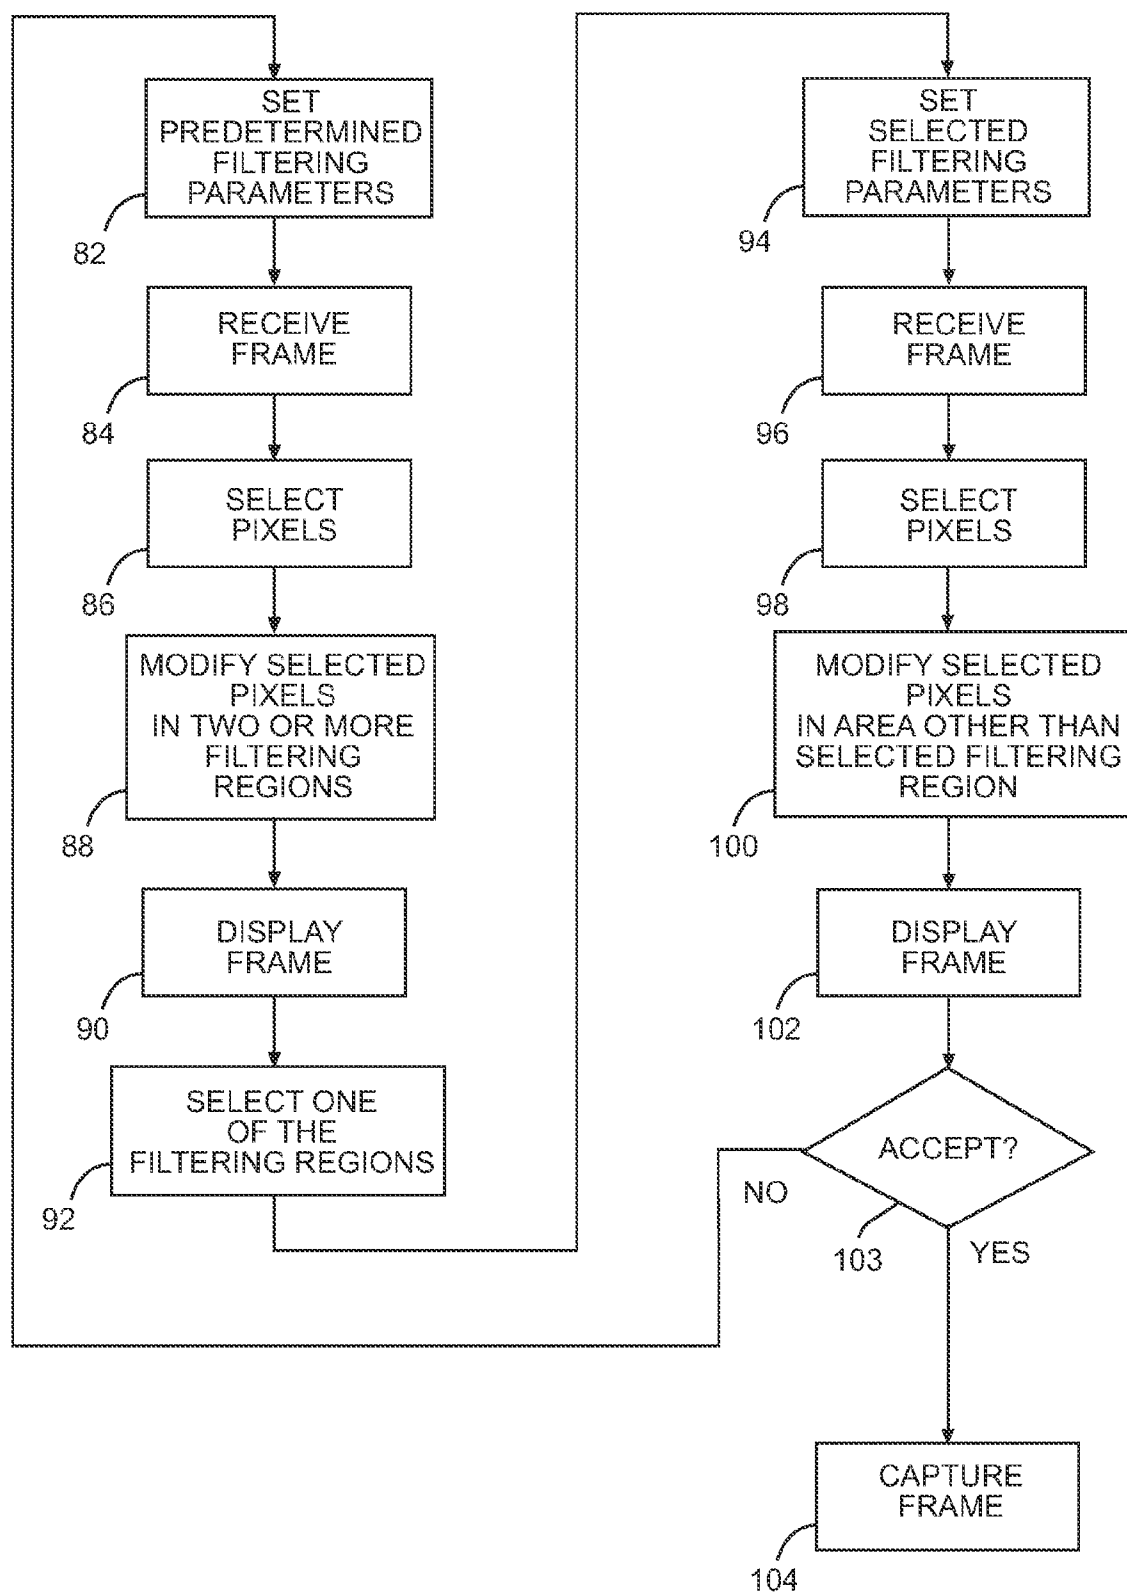 SET
PREDETERMINED
FILTERING
PARAMETERS
82
RECEIVE
FRAME
84
SELECT
PIXELS
86
MODIFY SELECTED
PIXELS
IN TWO OR MORE
FILTERING
REGIONS
88
DISPLAY
FRAME
90
SELECT ONE
OF THE
FILTERING REGIONS
92
SET
SELECTED
FILTERING
PARAMETERS
94
RECEIVE
FRAME
96
SELECT
PIXELS
98
MODIFY SELECTED
PIXELS
IN AREA OTHER THAN
SELECTED FILTERING
REGION
100
DISPLAY
FRAME
102
ACCEPT?
NO
103
YES
CAPTURE
FRAME
104